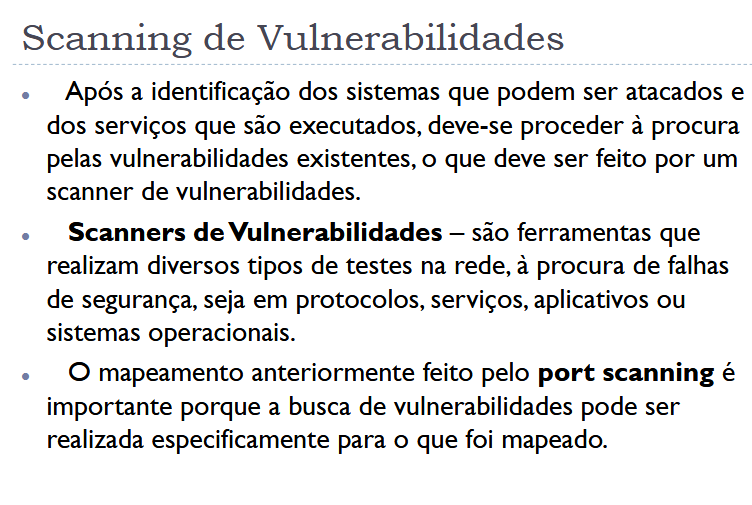 Scanning de Vulnerabilidades
• Após a identificação dos sistemas que podem ser atacados e
dos serviços que são executados, deve-se proceder à procura
pelas vulnerabilidades existentes, o que deve ser feito por um
scanner de vulnerabilidades.
• Scanners de Vulnerabilidades – são ferramentas que
realizam diversos tipos de testes na rede, à procura de falhas
de segurança, seja em protocolos, serviços, aplicativos ou
sistemas operacionais.
• O mapeamento anteriormente feito pelo port scanning é
importante porque a busca de vulnerabilidades pode ser
realizada especificamente para o que foi mapeado.